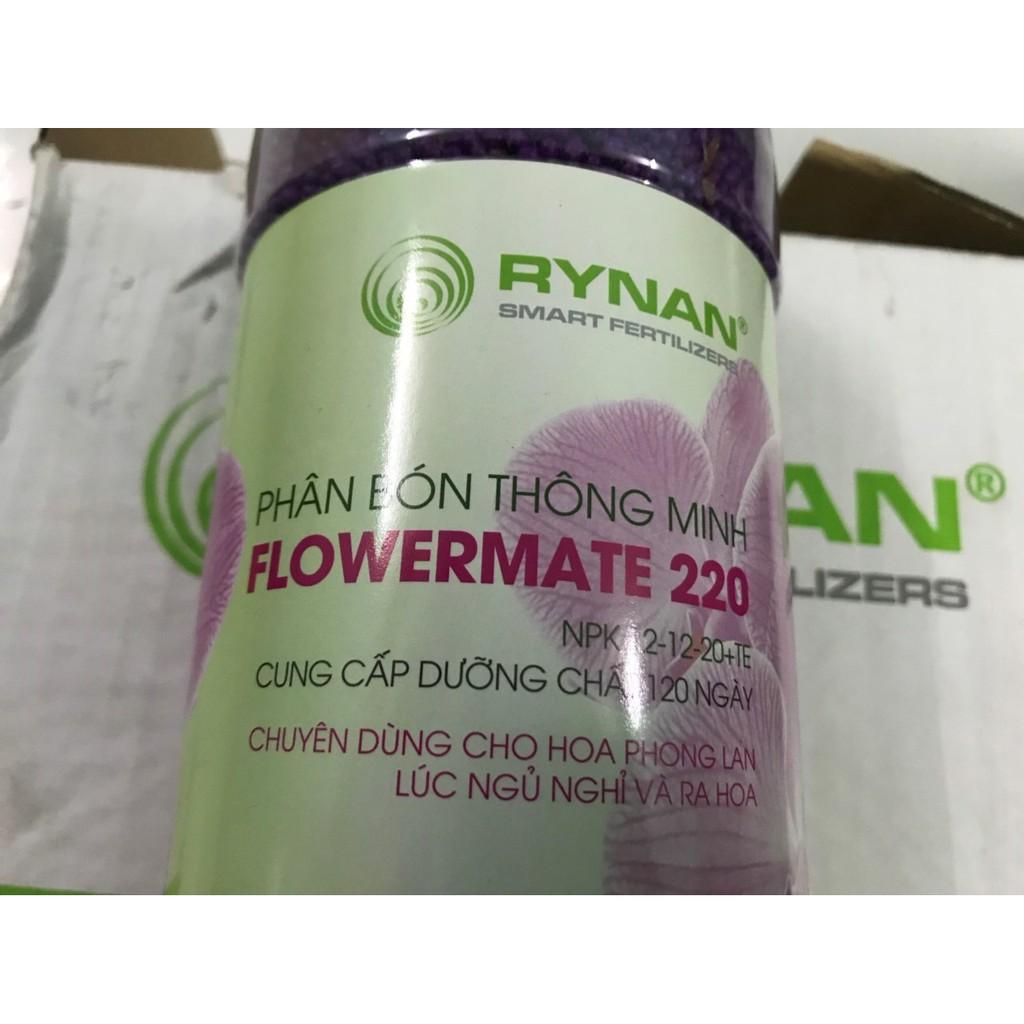 RYNAN®
SMART FERTILIZERS
PHÂN BÓN THÔNG MINH
FLOWERMATE 220
NPK 12-12-20+TE
CUNG CẤP DƯỠNG CHẤT 120 NGÀY
CHUYÊN DÙNG CHO HOA PHONG LAN
LÚC NGỦ NGHỈ VÀ RA HOA
AN®
LIZERS